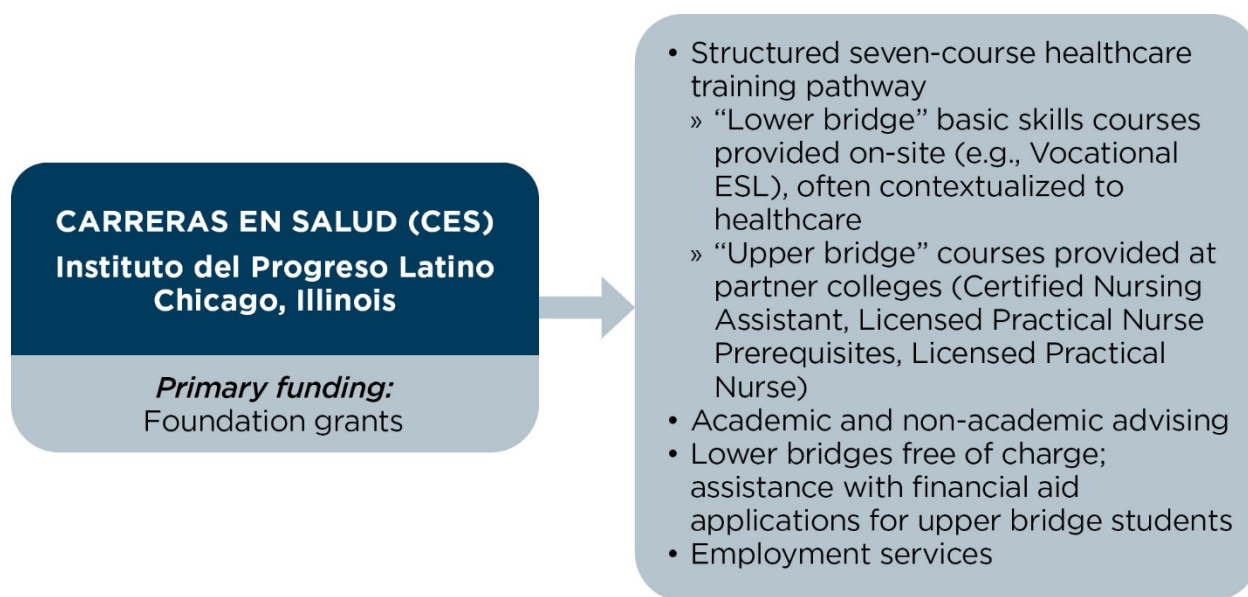 CARRERAS EN SALUD (CES)
Instituto del Progreso Latino
Chicago, Illinois
Primary funding:
Foundation grants
• Structured seven-course healthcare
training pathway
» “Lower bridge” basic skills courses
provided on-site (e.g., Vocational
ESL), often contextualized to
healthcare
» “Upper bridge” courses provided at
partner colleges (Certified Nursing
Assistant, Licensed Practical Nurse
Prerequisites, Licensed Practical
Nurse)
• Academic and non-academic advising
• Lower bridges free of charge;
assistance with financial aid
applications for upper bridge students
• Employment services